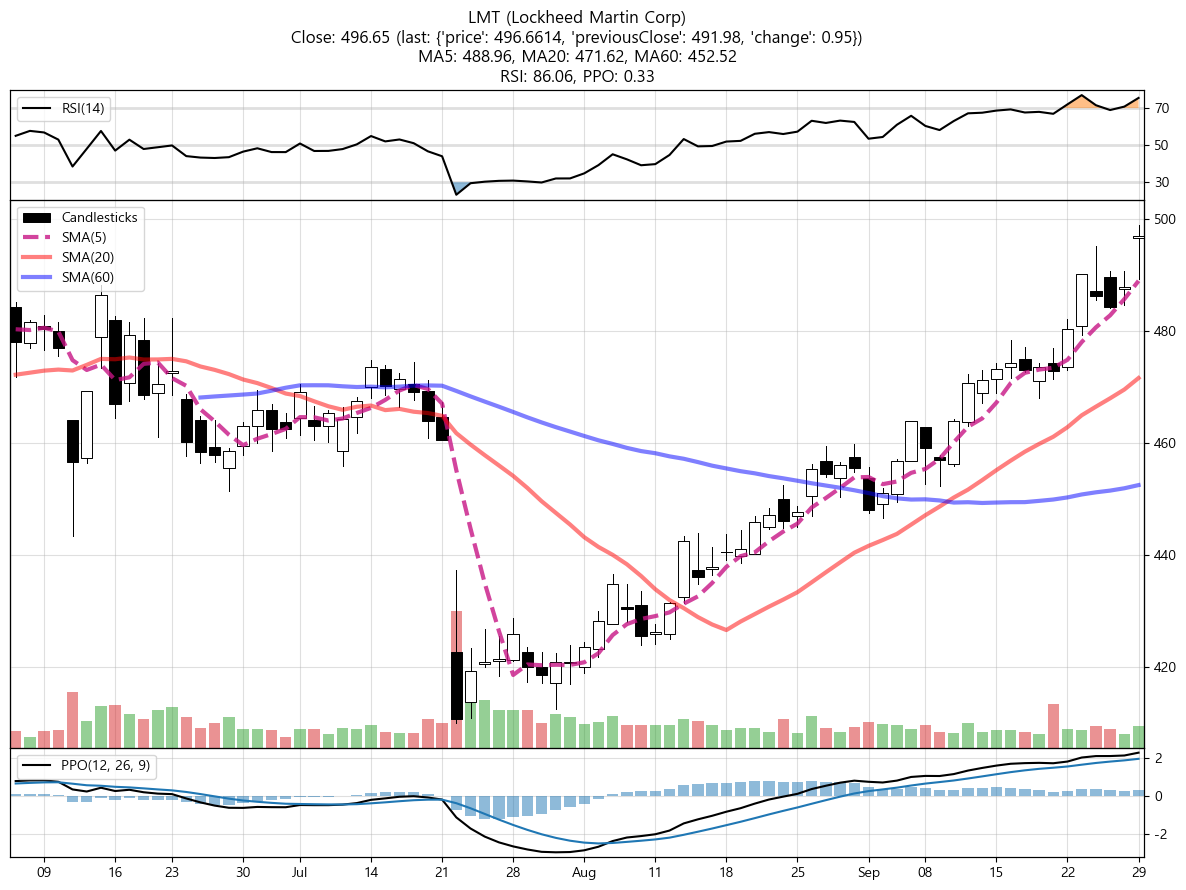 LMT (Lockheed Martin Corp)
Close: 496.65 (last: {'price': 496.6614, 'previousClose': 491.98, 'change': 0.95})
MA5: 488.96, MA20: 471.62, MA60: 452.52
RSI: 86.06, PPO: 0.33
RSI(14)
70
50
30
Candlesticks
SMA(5)
SMA(20)
SMA(60)
500
480
460
440
420
PPO(12, 26, 9)
2
0
-2
09 16 23 30 Jul 14 21 28 Aug 11 18 25 Sep 08 15 22 29